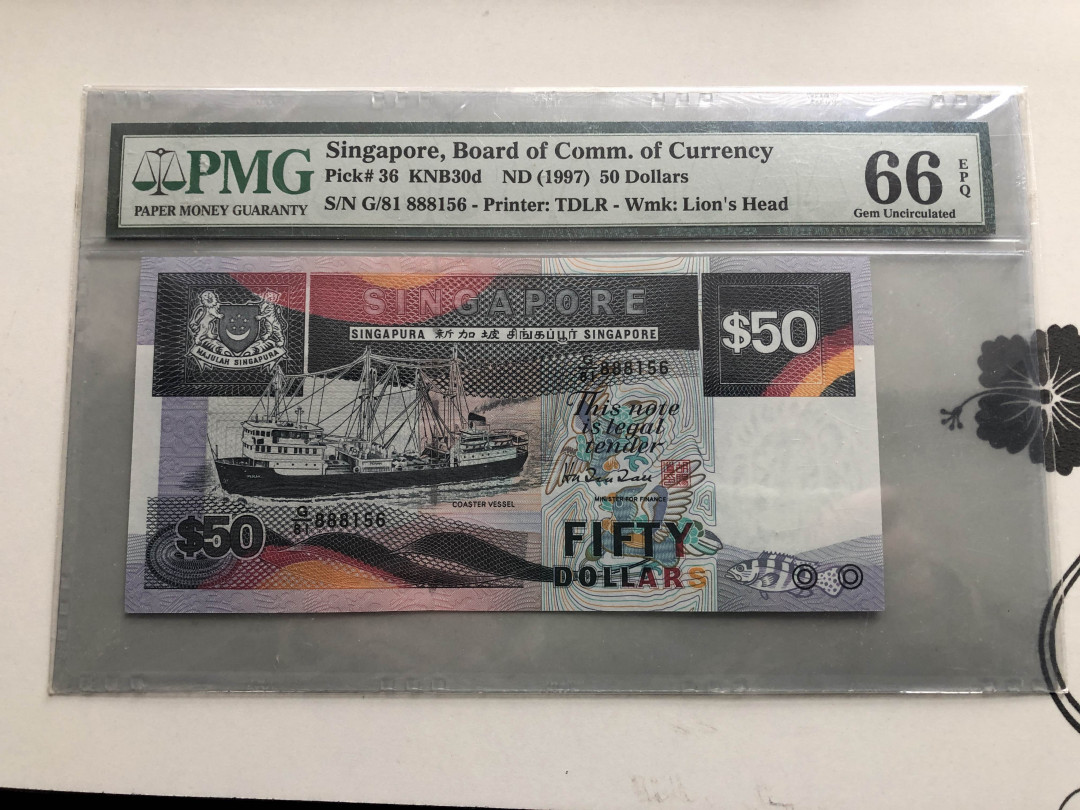 PMG
PAPER MONEY GUARANTY
Singapore, Board of Comm. of Currency
Pick# 36 KNB30d ND (1997) 50 Dollars
S/N G/81 888156 - Printer: TDLR - Wmk: Lion's Head
66
EPQ
Gem Uncirculated
SINGAPORE
SINGAPURA 新加坡 சிங்கப்பூர் SINGAPORE
MAJULAH SINGAPURA
$50
G/81 888156
This note
is legal
tender
MINISTER FOR FINANCE
COASTER VESSEL
$50
G/81 888156
FIFTY
DOLLARS